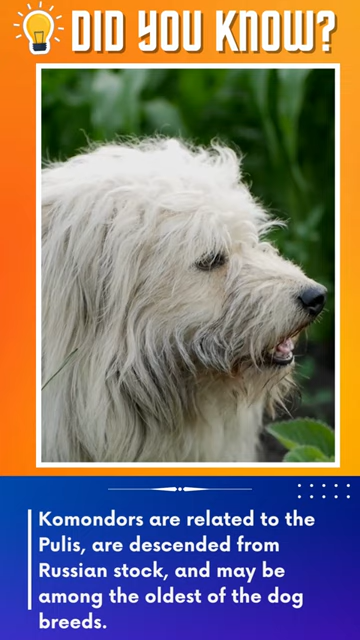 DID YOU KNOW?
Komondors are related to the
Pulis, are descended from
Russian stock, and may be
among the oldest of the dog
breeds.